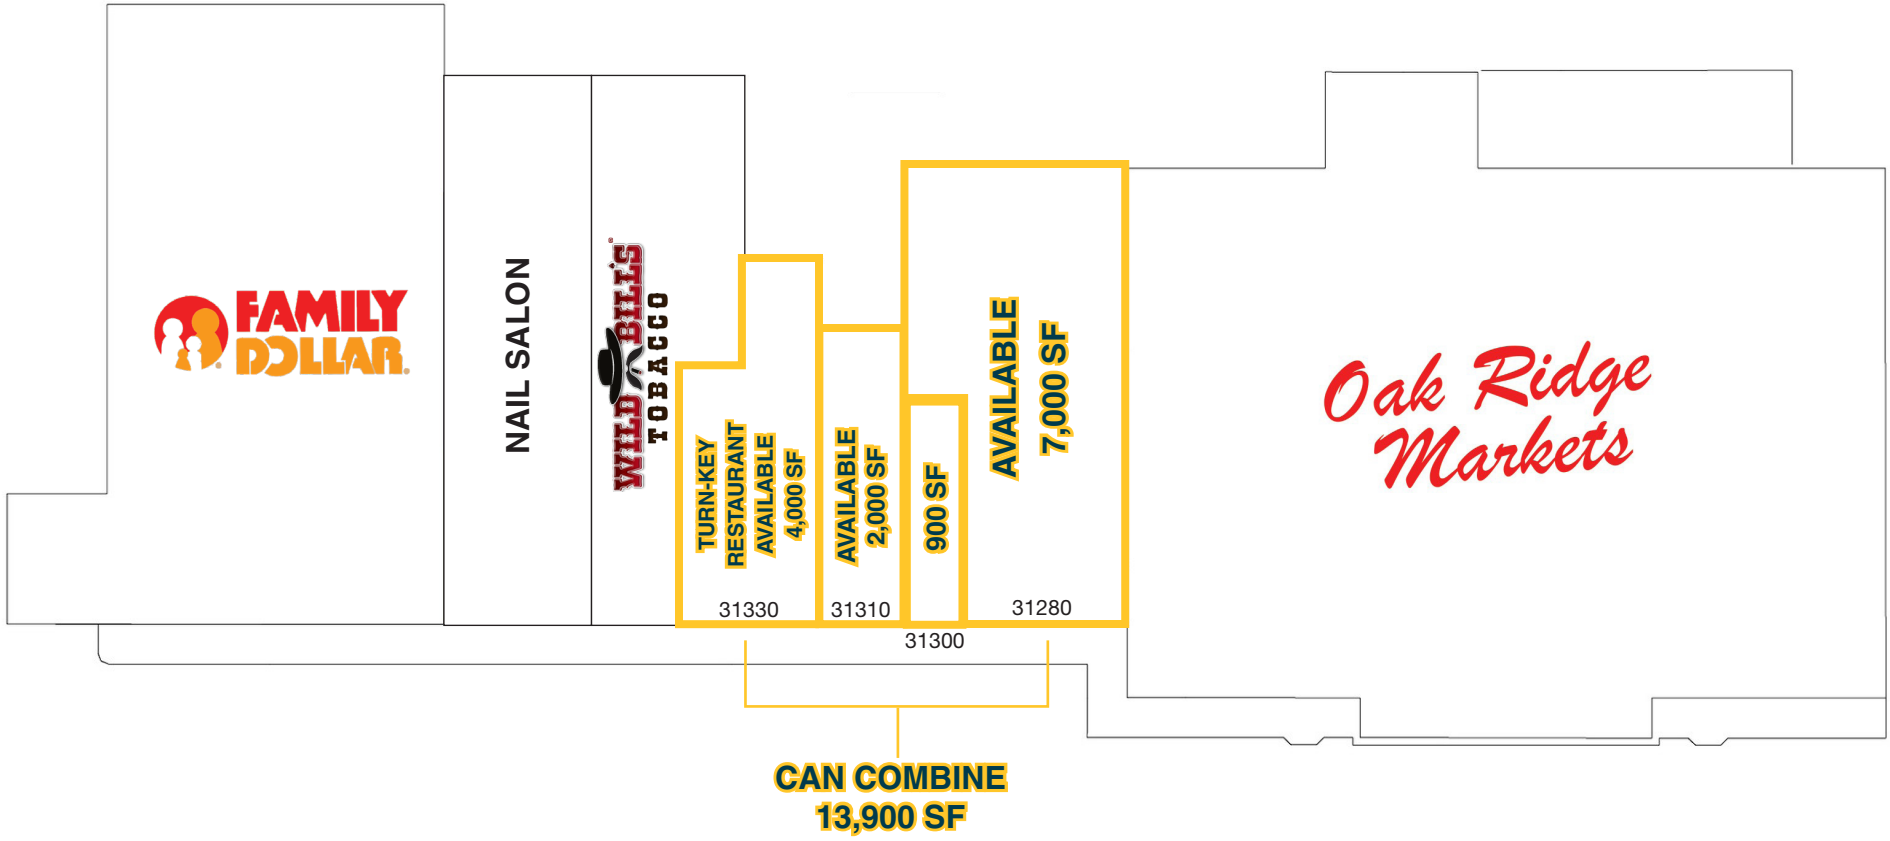 FAMILY
DOLLAR
NAIL SALON
WILD BILL'S
TOBACCO
TURN-KEY
RESTAURANT
AVAILABLE
4,000 SF
31330
AVAILABLE
2,000 SF
31310
900 SF
31300
AVAILABLE
7,000 SF
31280
Oak Ridge
Markets
CAN COMBINE
13,900 SF